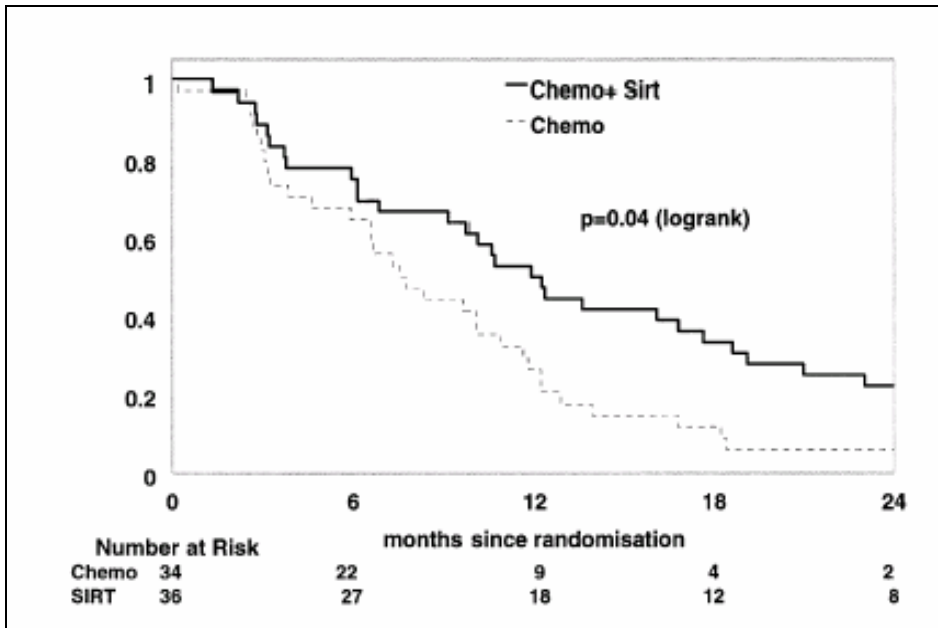 1
0.8
0.6
0.4
0.2
0
Chemo+ Sirt
Chemo
p=0.04 (logrank)
0 6 12 18 24
months since randomisation
Number at Risk
Chemo 34 22 9 4 2
SIRT 36 27 18 12 8